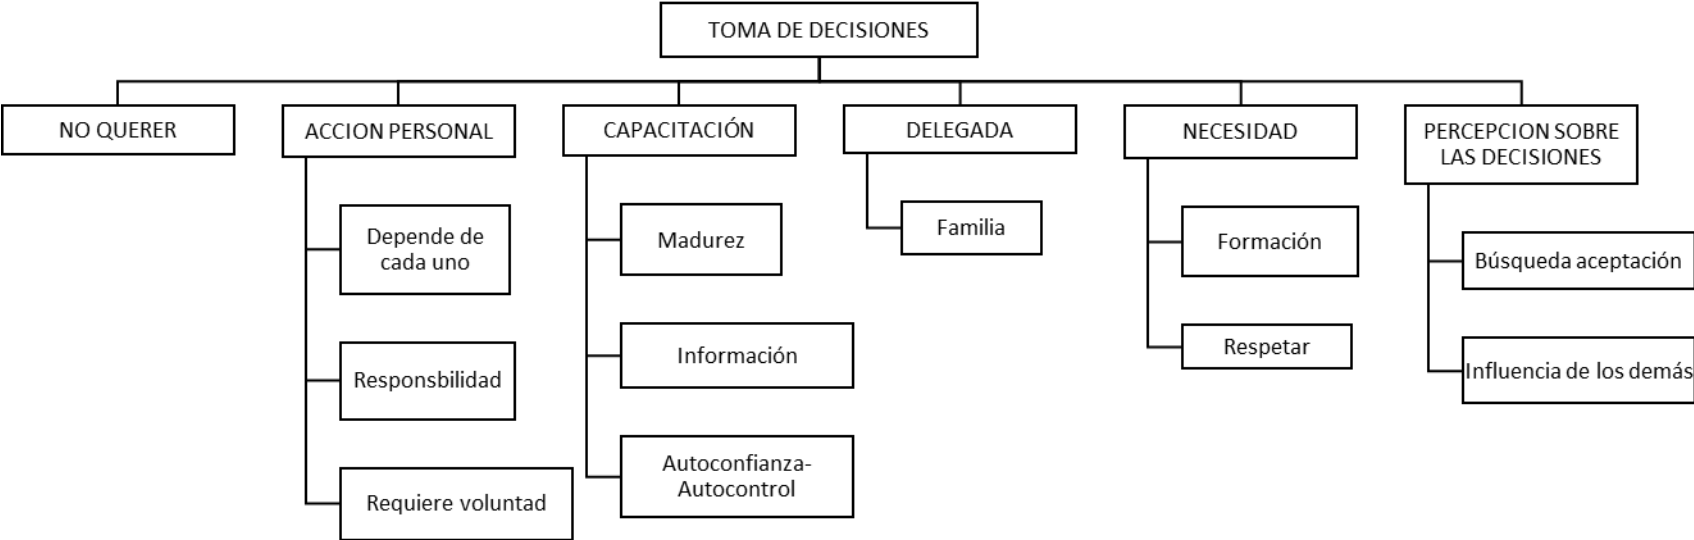 TOMA DE DECISIONES
NO QUERER
ACCION PERSONAL
CAPACITACIÓN
DELEGADA
NECESIDAD
PERCEPCION SOBRE
LAS DECISIONES
Depende de
cada uno
Responsbilidad
Requiere voluntad
Madurez
Información
Autoconfianza-
Autocontrol
Familia
Formación
Respetar
Búsqueda aceptación
Influencia de los demás